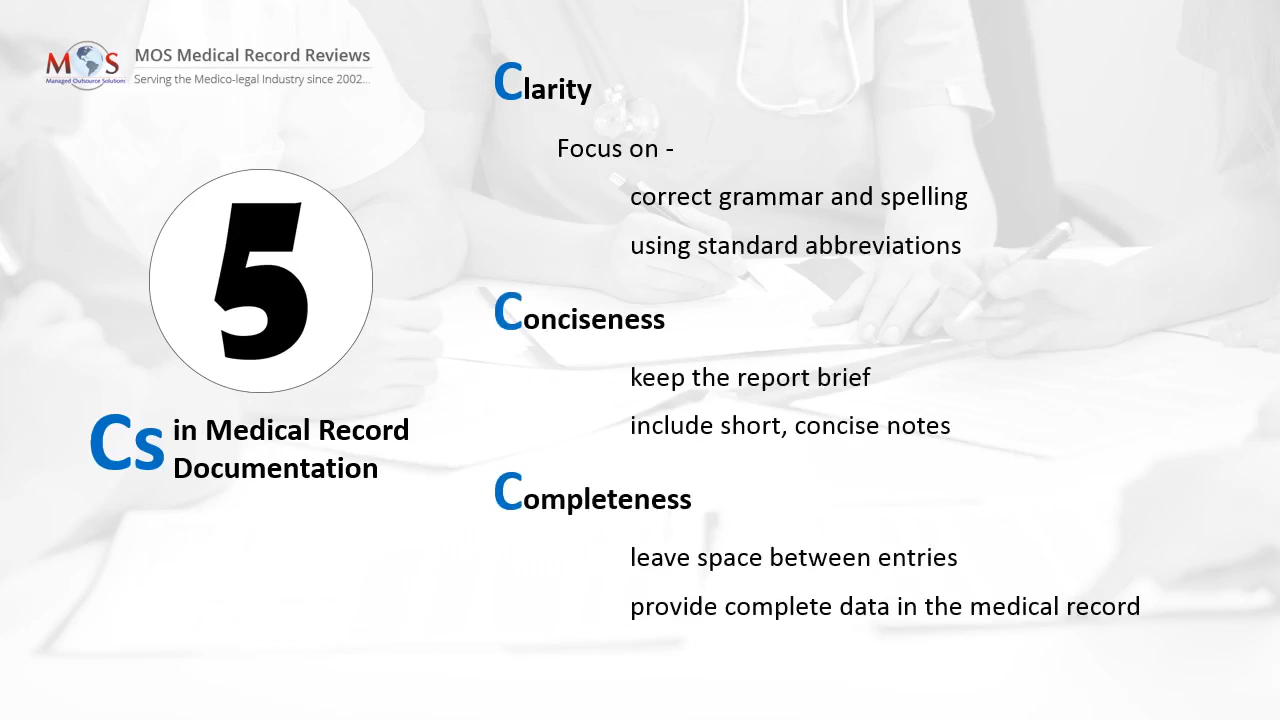 MOS
Managed Outsource Solutions
MOS Medical Record Reviews
Serving the Medico-legal Industry since 2002...
5
Cs in Medical Record
Documentation
Clarity
Focus on -
correct grammar and spelling
using standard abbreviations
Conciseness
keep the report brief
include short, concise notes
Completeness
leave space between entries
provide complete data in the medical record